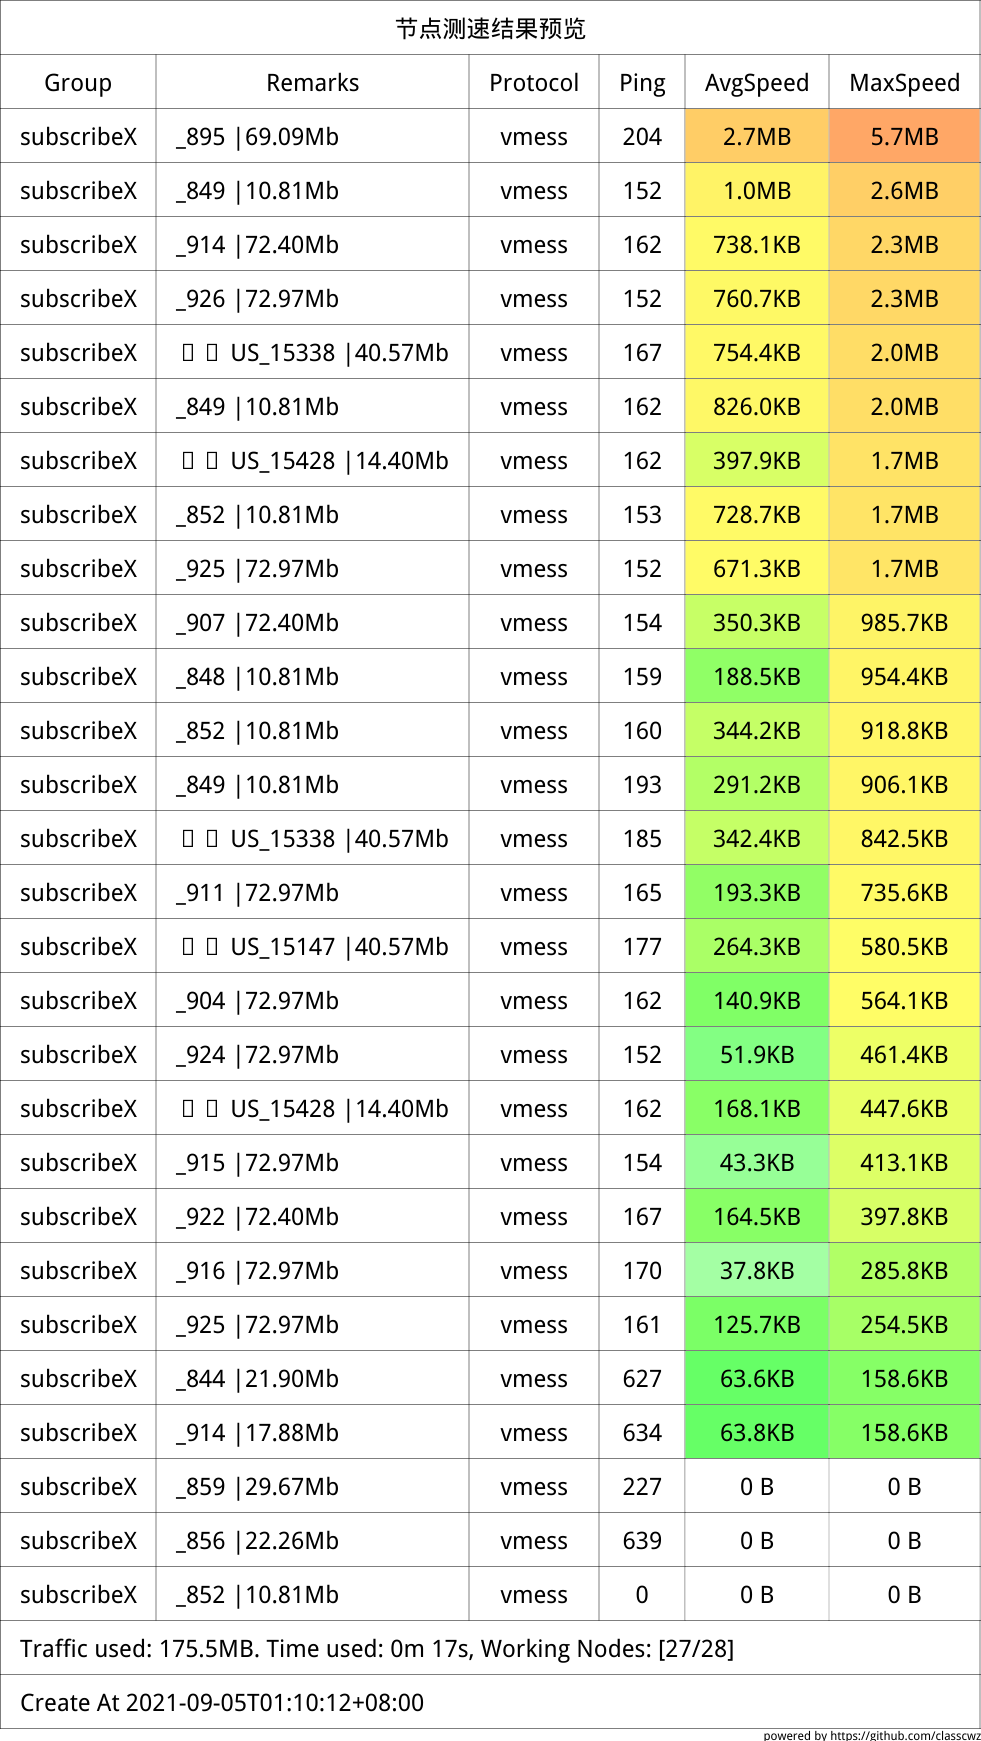 节点测速结果预览
Group Remarks Protocol Ping AvgSpeed MaxSpeed
subscribeX _895 |69.09Mb vmess 204 2.7MB 5.7MB
subscribeX _849 |10.81Mb vmess 152 1.0MB 2.6MB
subscribeX _914 |72.40Mb vmess 162 738.1KB 2.3MB
subscribeX _926 |72.97Mb vmess 152 760.7KB 2.3MB
subscribeX US_15338 |40.57Mb vmess 167 754.4KB 2.0MB
subscribeX _849 |10.81Mb vmess 162 826.0KB 2.0MB
subscribeX US_15428 |14.40Mb vmess 162 397.9KB 1.7MB
subscribeX _852 |10.81Mb vmess 153 728.7KB 1.7MB
subscribeX _925 |72.97Mb vmess 152 671.3KB 1.7MB
subscribeX _907 |72.40Mb vmess 154 350.3KB 985.7KB
subscribeX _848 |10.81Mb vmess 159 188.5KB 954.4KB
subscribeX _852 |10.81Mb vmess 160 344.2KB 918.8KB
subscribeX _849 |10.81Mb vmess 193 291.2KB 906.1KB
subscribeX US_15338 |40.57Mb vmess 185 342.4KB 842.5KB
subscribeX _911 |72.97Mb vmess 165 193.3KB 735.6KB
subscribeX US_15147 |40.57Mb vmess 177 264.3KB 580.5KB
subscribeX _904 |72.97Mb vmess 162 140.9KB 564.1KB
subscribeX _924 |72.97Mb vmess 152 51.9KB 461.4KB
subscribeX US_15428 |14.40Mb vmess 162 168.1KB 447.6KB
subscribeX _915 |72.97Mb vmess 154 43.3KB 413.1KB
subscribeX _922 |72.40Mb vmess 167 164.5KB 397.8KB
subscribeX _916 |72.97Mb vmess 170 37.8KB 285.8KB
subscribeX _925 |72.97Mb vmess 161 125.7KB 254.5KB
subscribeX _844 |21.90Mb vmess 627 63.6KB 158.6KB
subscribeX _914 |17.88Mb vmess 634 63.8KB 158.6KB
subscribeX _859 |29.67Mb vmess 227 0 B 0 B
subscribeX _856 |22.26Mb vmess 639 0 B 0 B
subscribeX _852 |10.81Mb vmess 0 0 B 0 B
Traffic used: 175.5MB. Time used: 0m 17s, Working Nodes: [27/28]
Create At 2021-09-05T01:10:12+08:00
powered by https://github.com/classcwz